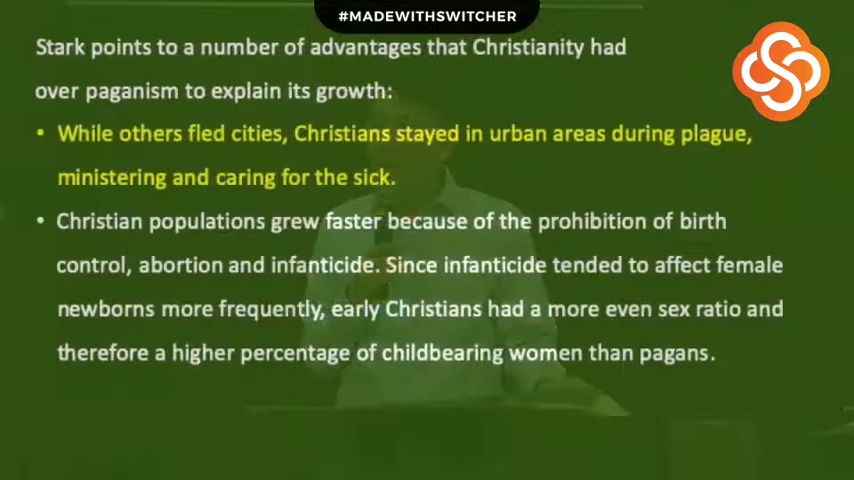 #MADEWITHSWITCHER
Stark points to a number of advantages that Christianity had
over paganism to explain its growth:
• While others fled cities, Christians stayed in urban areas during plague,
ministering and caring for the sick.
• Christian populations grew faster because of the prohibition of birth
control, abortion and infanticide. Since infanticide tended to affect female
newborns more frequently, early Christians had a more even sex ratio and
therefore a higher percentage of childbearing women than pagans.